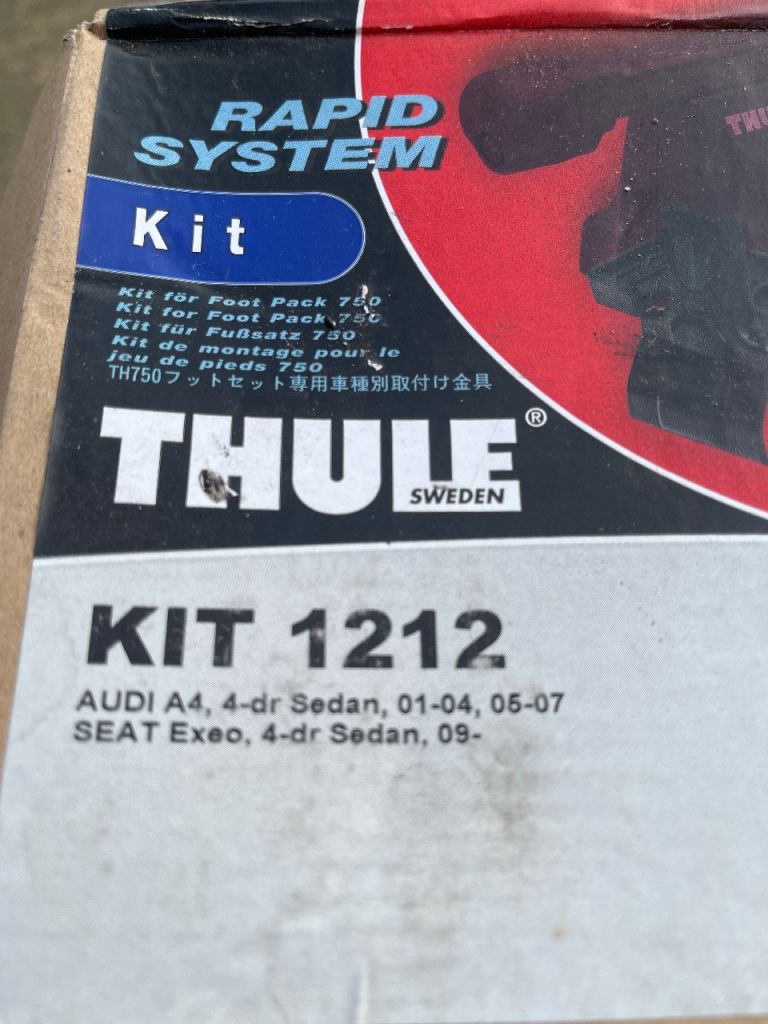 RAPID
SYSTEM
Kit
Kit för Foot Pack 750
Kit for Foot Pack 750
Kit für Fußsatz 750
Kit de montage pour le
jeu de pieds 750
TH750フットセット専用車種別取付け金具
THULE®
SWEDEN
KIT 1212
AUDI A4, 4-dr Sedan, 01-04, 05-07
SEAT Exeo, 4-dr Sedan, 09-